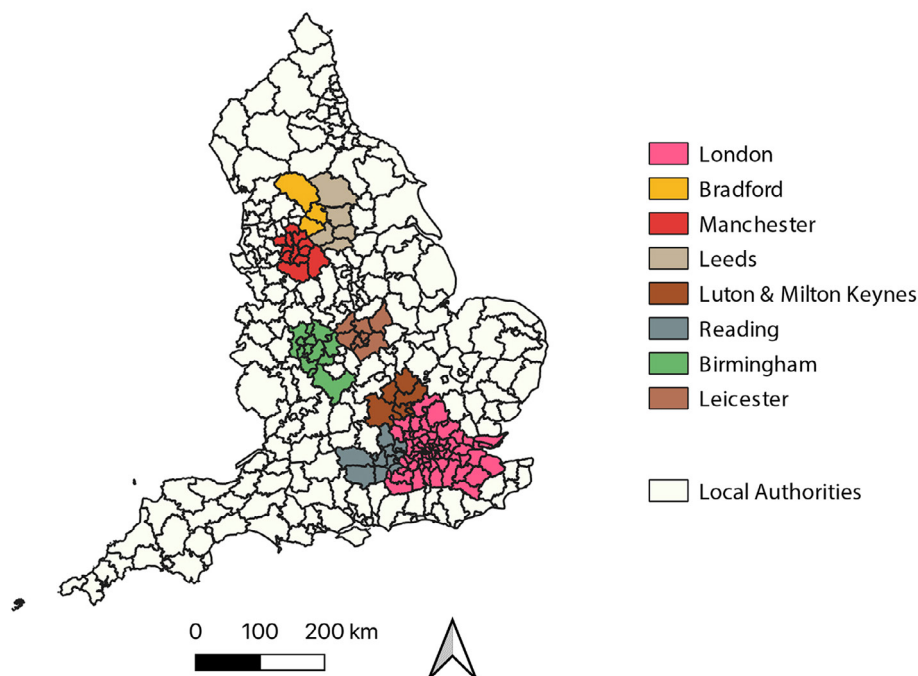 London
Bradford
Manchester
Leeds
Luton & Milton Keynes
Reading
Birmingham
Leicester
Local Authorities
0 100 200 km